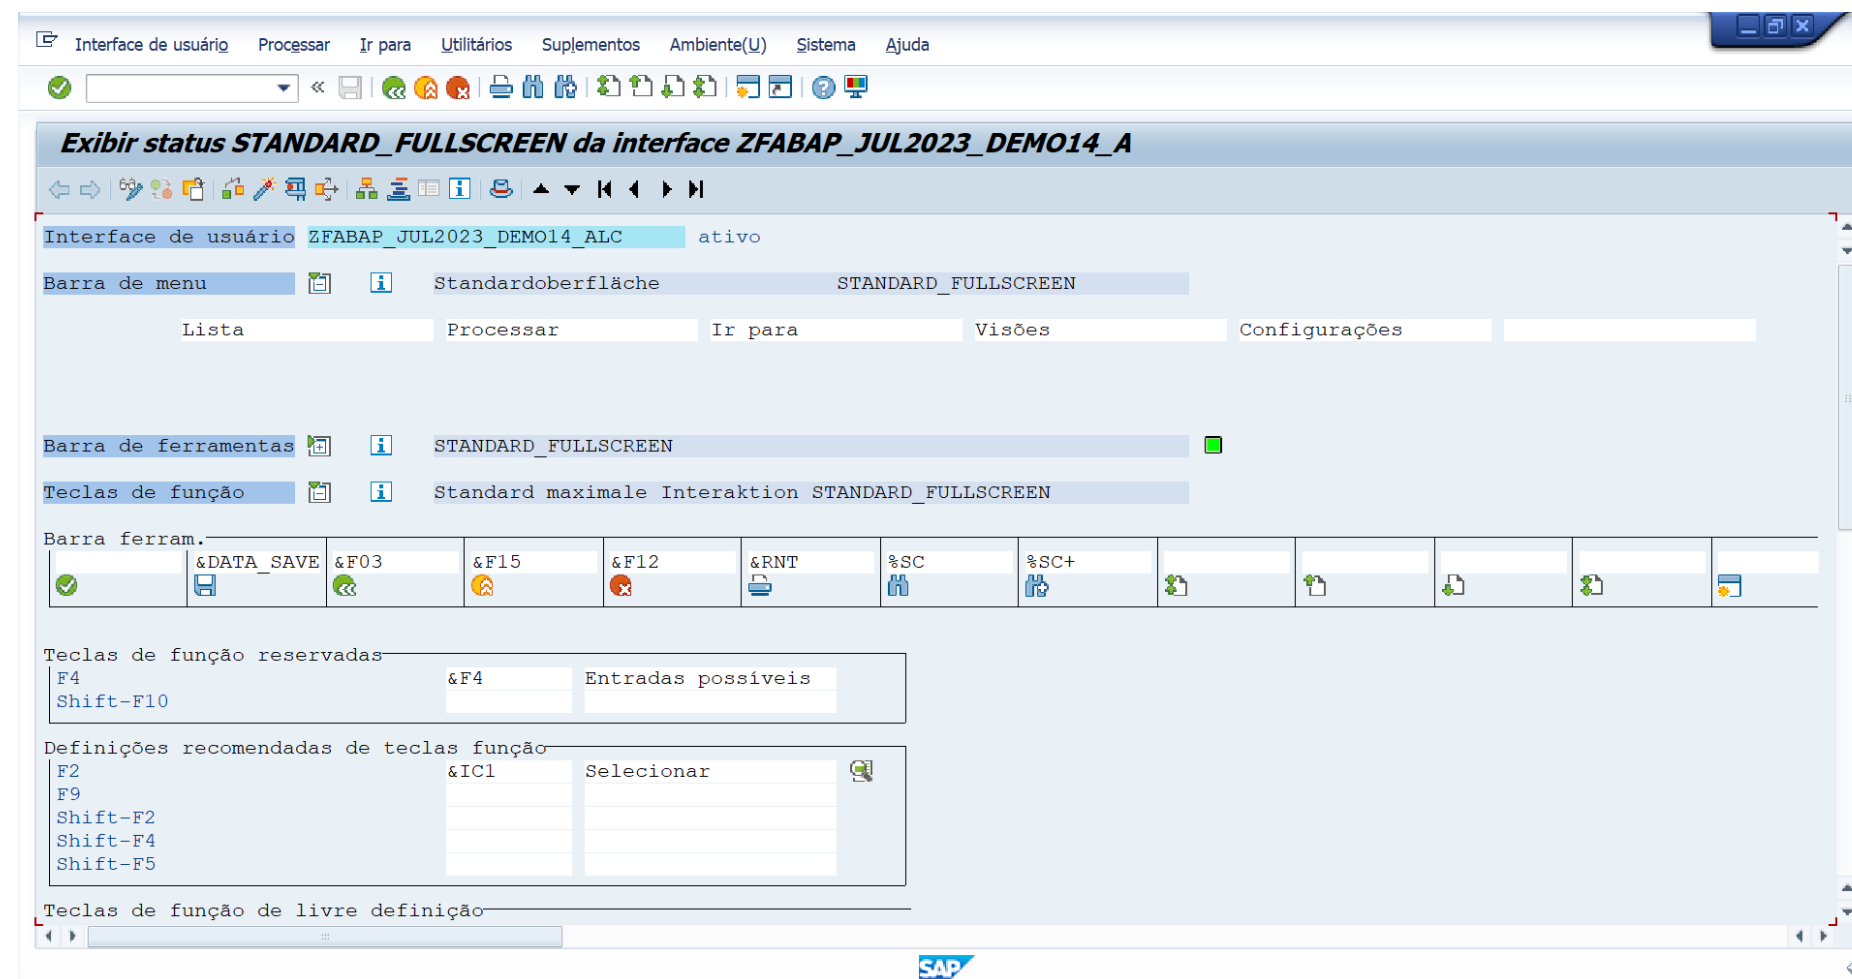 Interface de usuário Processar Ir para Utilitários Suplementos Ambiente(U) Sistema Ajuda
Exibir status STANDARD_FULLSCREEN da interface ZFABAP_JUL2023_DEMO14_A
Interface de usuário ZFABAP_JUL2023_DEMO14_ALC ativo
Barra de menu Standardoberfläche STANDARD_FULLSCREEN
Lista Processar Ir para Visões Configurações
Barra de ferramentas STANDARD_FULLSCREEN
Teclas de função Standard maximale Interaktion STANDARD_FULLSCREEN
Barra ferram.
&DATA_SAVE &F03 &F15 &F12 &RNT %SC %SC+
Teclas de função reservadas
F4 &F4 Entradas possíveis
Shift-F10
Definições recomendadas de teclas função
F2 &IC1 Selecionar
F9
Shift-F2
Shift-F4
Shift-F5
Teclas de função de livre definição
SAP